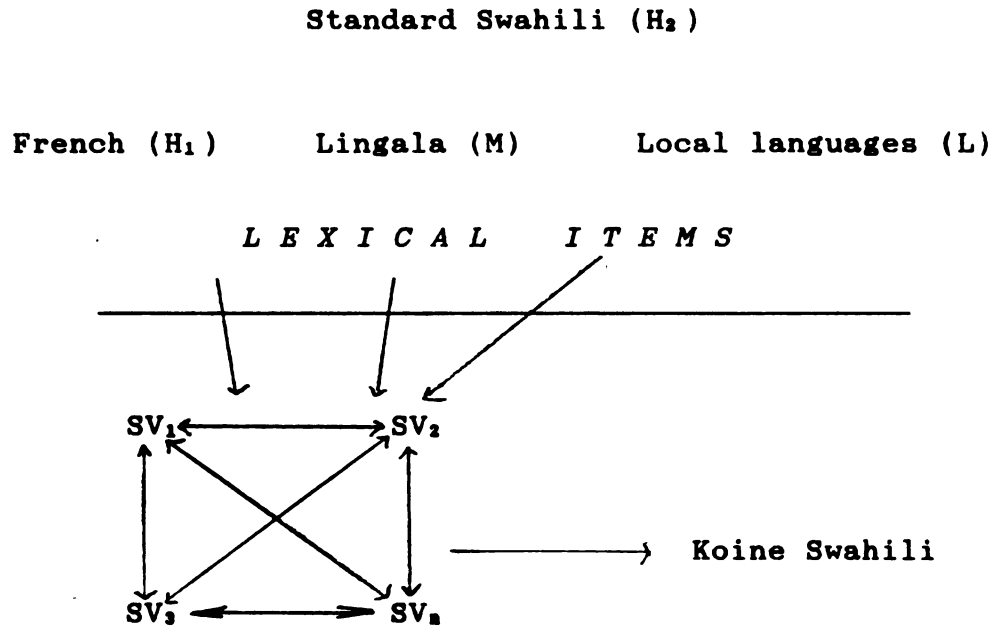 Standard Swahili (H₂)
French (H₁) Lingala (M) Local languages (L)
LEXICAL ITEMS
SV₁ SV₂
Koine Swahili
SV₃ SVₙ